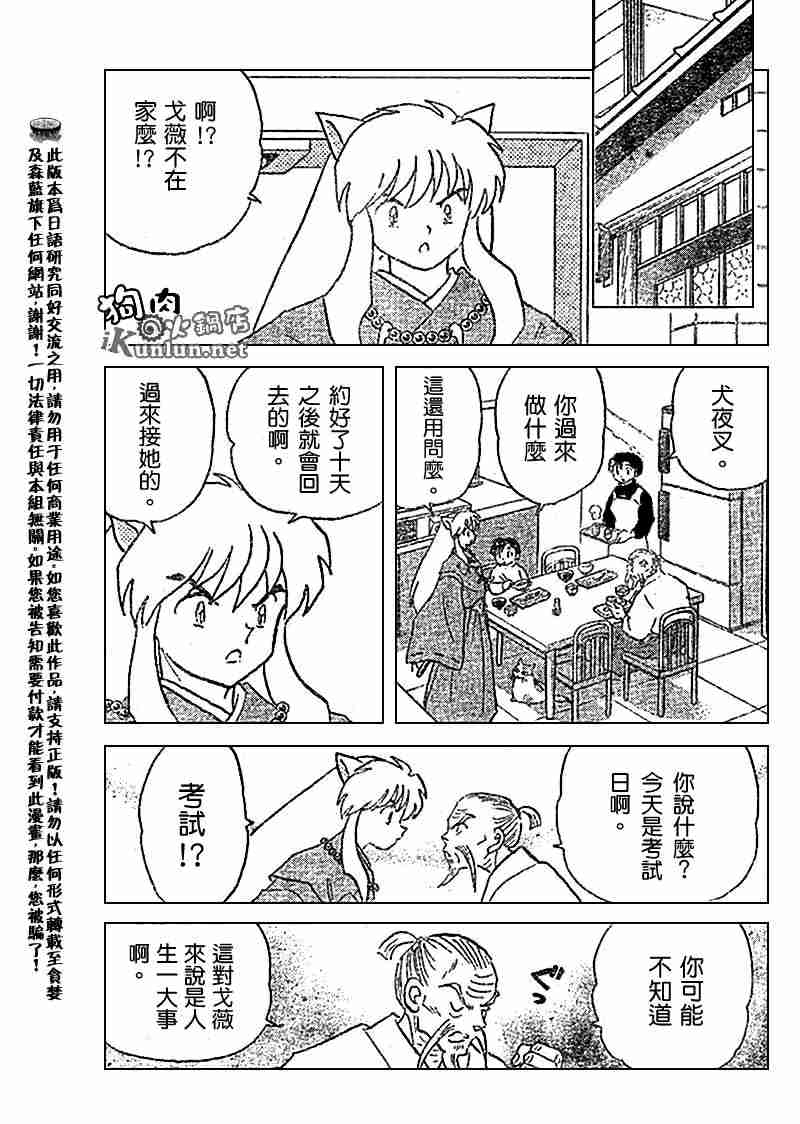 啊!?
戈薇不在
家麼!?
犬夜叉。
你過來
做什麼
這還用問麼。
約好了十天
之後就會回
去的啊。
過來接她的。
你說什麼？
今天是考試
日啊。
考試!?
你可能
不知道
ぐっ
這對戈薇
來說是人
生一大事
啊。
狗肉
火鍋店
iKunlun.net
此版本爲日語研究同好交流之用，請勿用于任何商業用途。如您喜歡此作品，請支持正版！請勿以任何形式轉載至貪婪
及森藍旗下任何網站，謝謝！一切法律責任與本組無關。如果您被告知需要付款才能看到此漫畫，那麼，您被騙了！